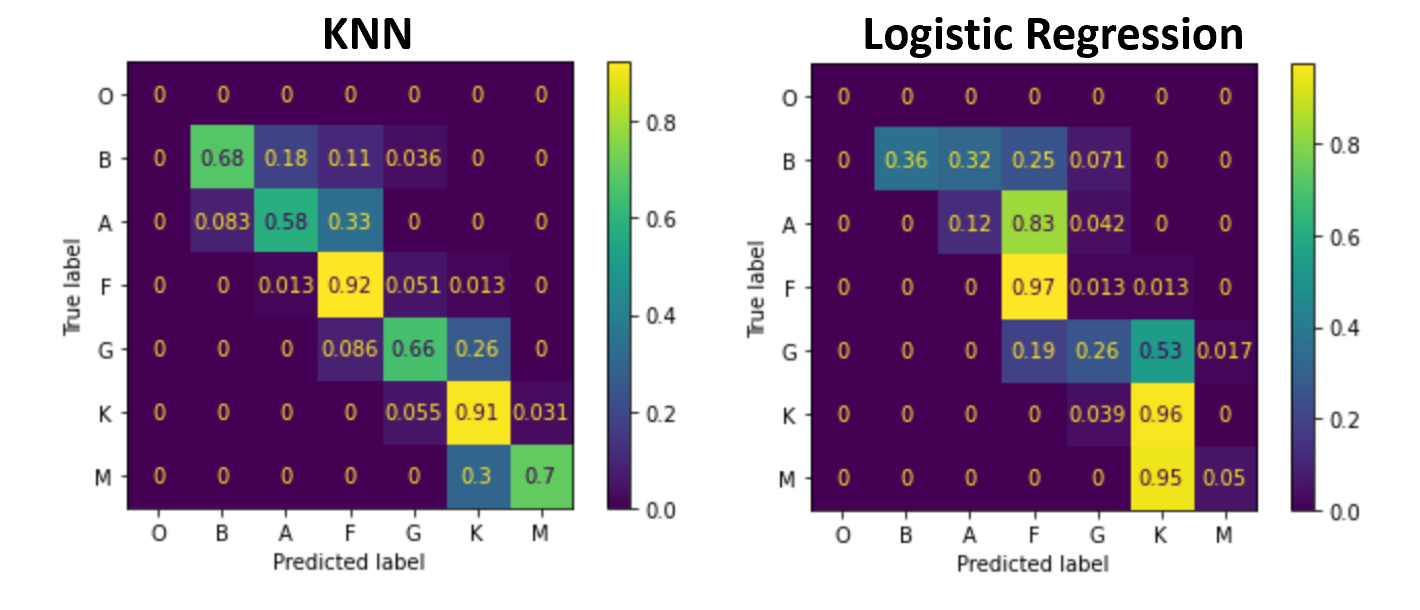 KNN
O 0 0 0 0 0 0 0
B 0 0.68 0.18 0.11 0.036 0 0
A 0 0.083 0.58 0.33 0 0 0
F 0 0 0.013 0.92 0.051 0.013 0
G 0 0 0 0.086 0.66 0.26 0
K 0 0 0 0 0.055 0.91 0.031
M 0 0 0 0 0 0.3 0.7
O B A F G K M
Predicted label
True label
0.8
0.6
0.4
0.2
0.0
Logistic Regression
O 0 0 0 0 0 0 0
B 0 0.36 0.32 0.25 0.071 0 0
A 0 0 0.12 0.83 0.042 0 0
F 0 0 0 0.97 0.013 0.013 0
G 0 0 0 0.19 0.26 0.53 0.017
K 0 0 0 0 0.039 0.96 0
M 0 0 0 0 0 0.95 0.05
O B A F G K M
Predicted label
True label
0.8
0.6
0.4
0.2
0.0